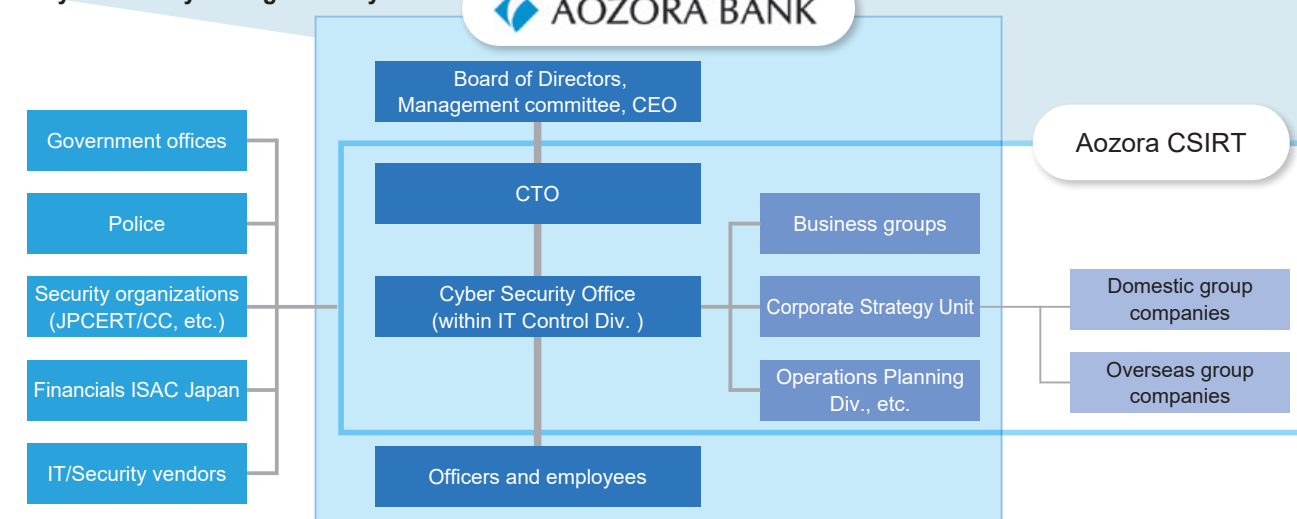 AOZORA BANK
Board of Directors,
Management committee, CEO
Government offices
Aozora CSIRT
CTO
Police
Business groups
Security organizations
(JPCERT/CC, etc.)
Cyber Security Office
(within IT Control Div. )
Corporate Strategy Unit
Domestic group
companies
Financials ISAC Japan
Operations Planning
Div., etc.
Overseas group
companies
IT/Security vendors
Officers and employees